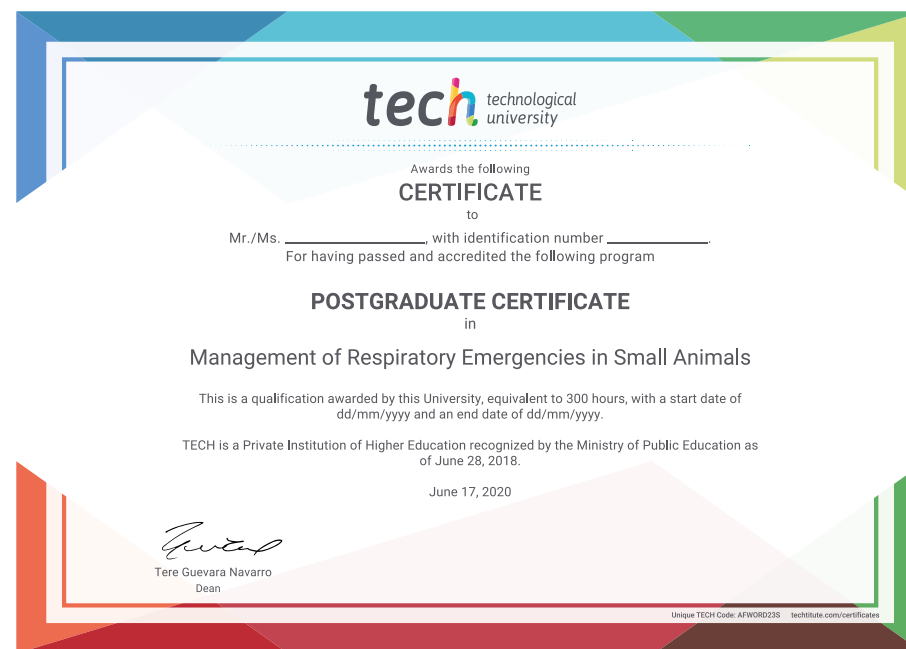 tech technological
university
Awards the following
CERTIFICATE
to
Mr./Ms. ____________________, with identification number ______________.
For having passed and accredited the following program
POSTGRADUATE CERTIFICATE
in
Management of Respiratory Emergencies in Small Animals
This is a qualification awarded by this University, equivalent to 300 hours, with a start date of
dd/mm/yyyy and an end date of dd/mm/yyyy.
TECH is a Private Institution of Higher Education recognized by the Ministry of Public Education as
of June 28, 2018.
June 17, 2020
Tere Guevara Navarro
Dean
Unique TECH Code: AFWORD23S techtitute.com/certificates